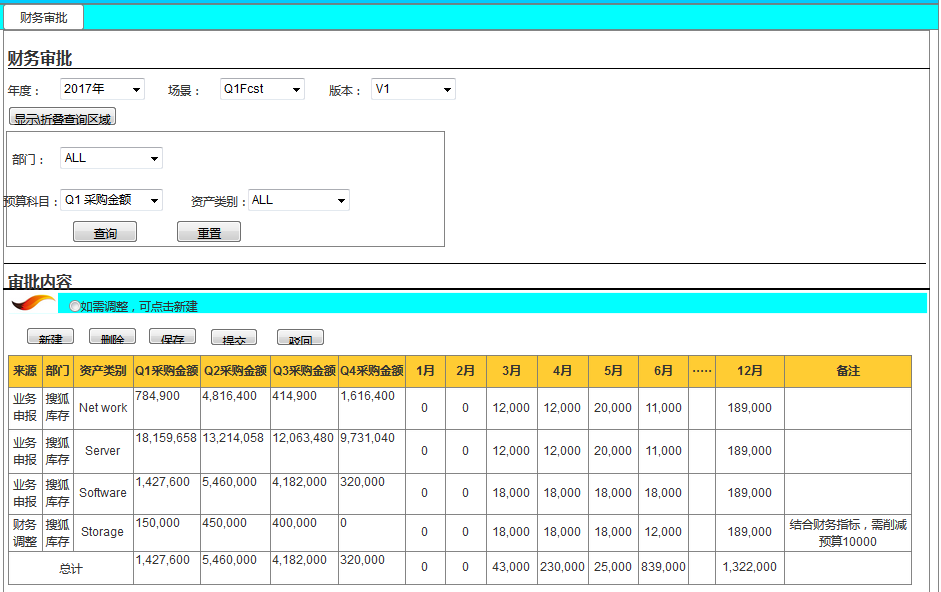 财务审批
财务审批
年度： 2017年 场景： Q1Fcst 版本： V1
显示\折叠查询区域
部门： ALL
预算科目： Q1 采购金额 资产类别： ALL
查询 重置
审批内容
如需调整，可点击新建
新建 删除 保存 提交 驳回
来源 部门 资产类别 Q1采购金额 Q2采购金额 Q3采购金额 Q4采购金额 1月 2月 3月 4月 5月 6月 ····· 12月 备注
业务申报 搜狐库存 Net work 784,900 4,816,400 414,900 1,616,400 0 0 12,000 12,000 20,000 11,000 189,000
业务申报 搜狐库存 Server 18,159,658 13,214,058 12,063,480 9,731,040 0 0 12,000 12,000 20,000 11,000 189,000
业务申报 搜狐库存 Software 1,427,600 5,460,000 4,182,000 320,000 0 0 18,000 18,000 18,000 18,000 189,000
财务调整 搜狐库存 Storage 150,000 450,000 400,000 0 0 0 18,000 18,000 18,000 12,000 189,000 结合财务指标，需削减预算10000
总计 1,427,600 5,460,000 4,182,000 320,000 0 0 43,000 230,000 25,000 839,000 1,322,000